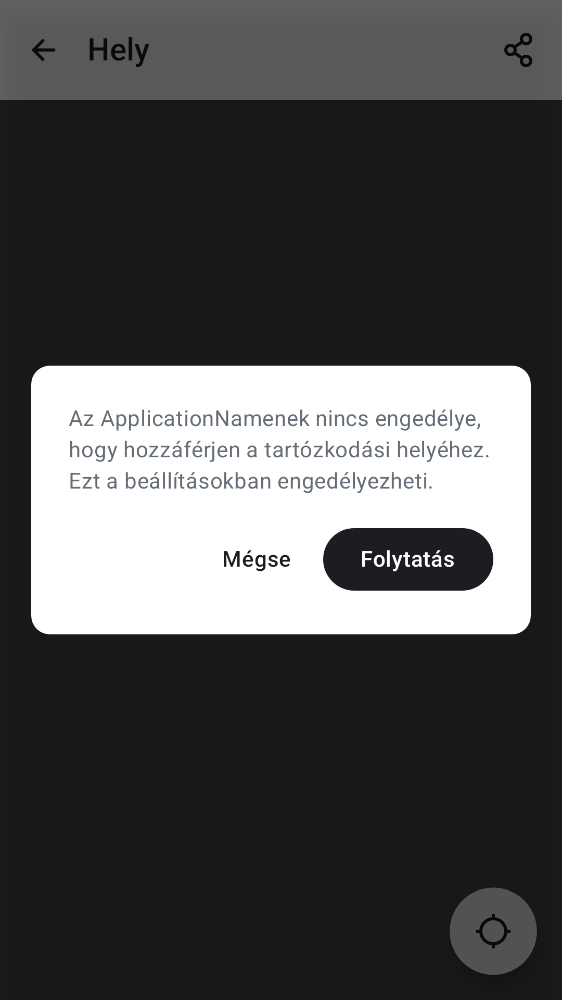 Hely
Az ApplicationNamenek nincs engedélye,
hogy hozzáférjen a tartózkodási helyéhez.
Ezt a beállításokban engedélyezheti.
Mégse
Folytatás